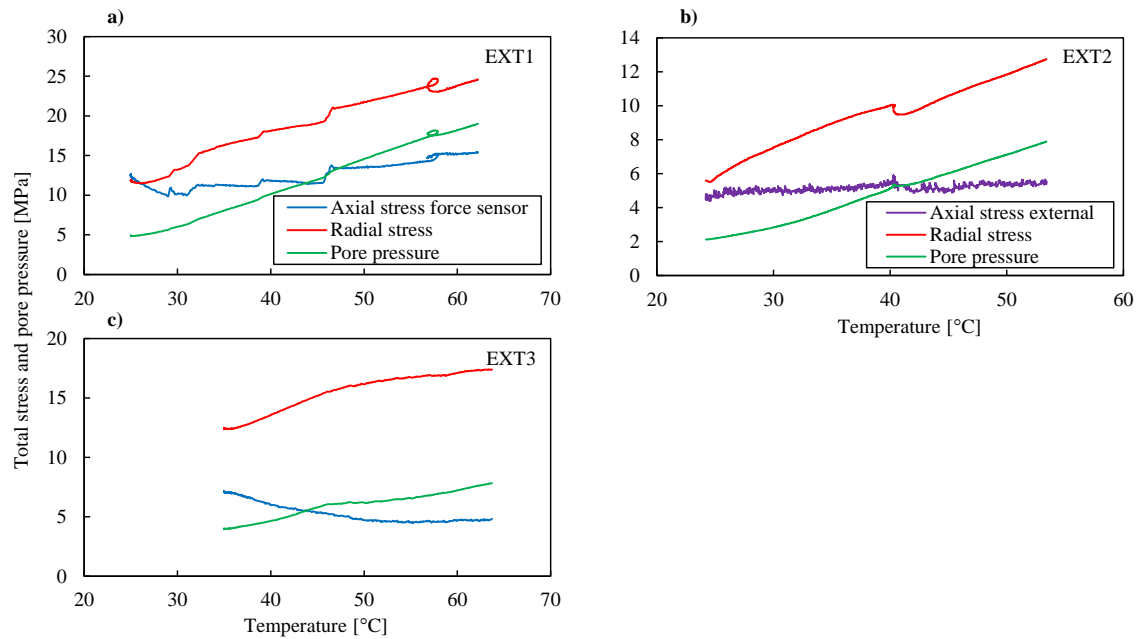 a)
30
25
20
15
10
5
0
EXT1
Axial stress force sensor
Radial stress
Pore pressure
20 30 40 50 60 70
b)
14
12
10
8
6
4
2
0
EXT2
Axial stress external
Radial stress
Pore pressure
20 30 40 50 60
Temperature [°C]
c)
20
15
10
5
0
EXT3
20 30 40 50 60 70
Temperature [°C]
Total stress and pore pressure [MPa]